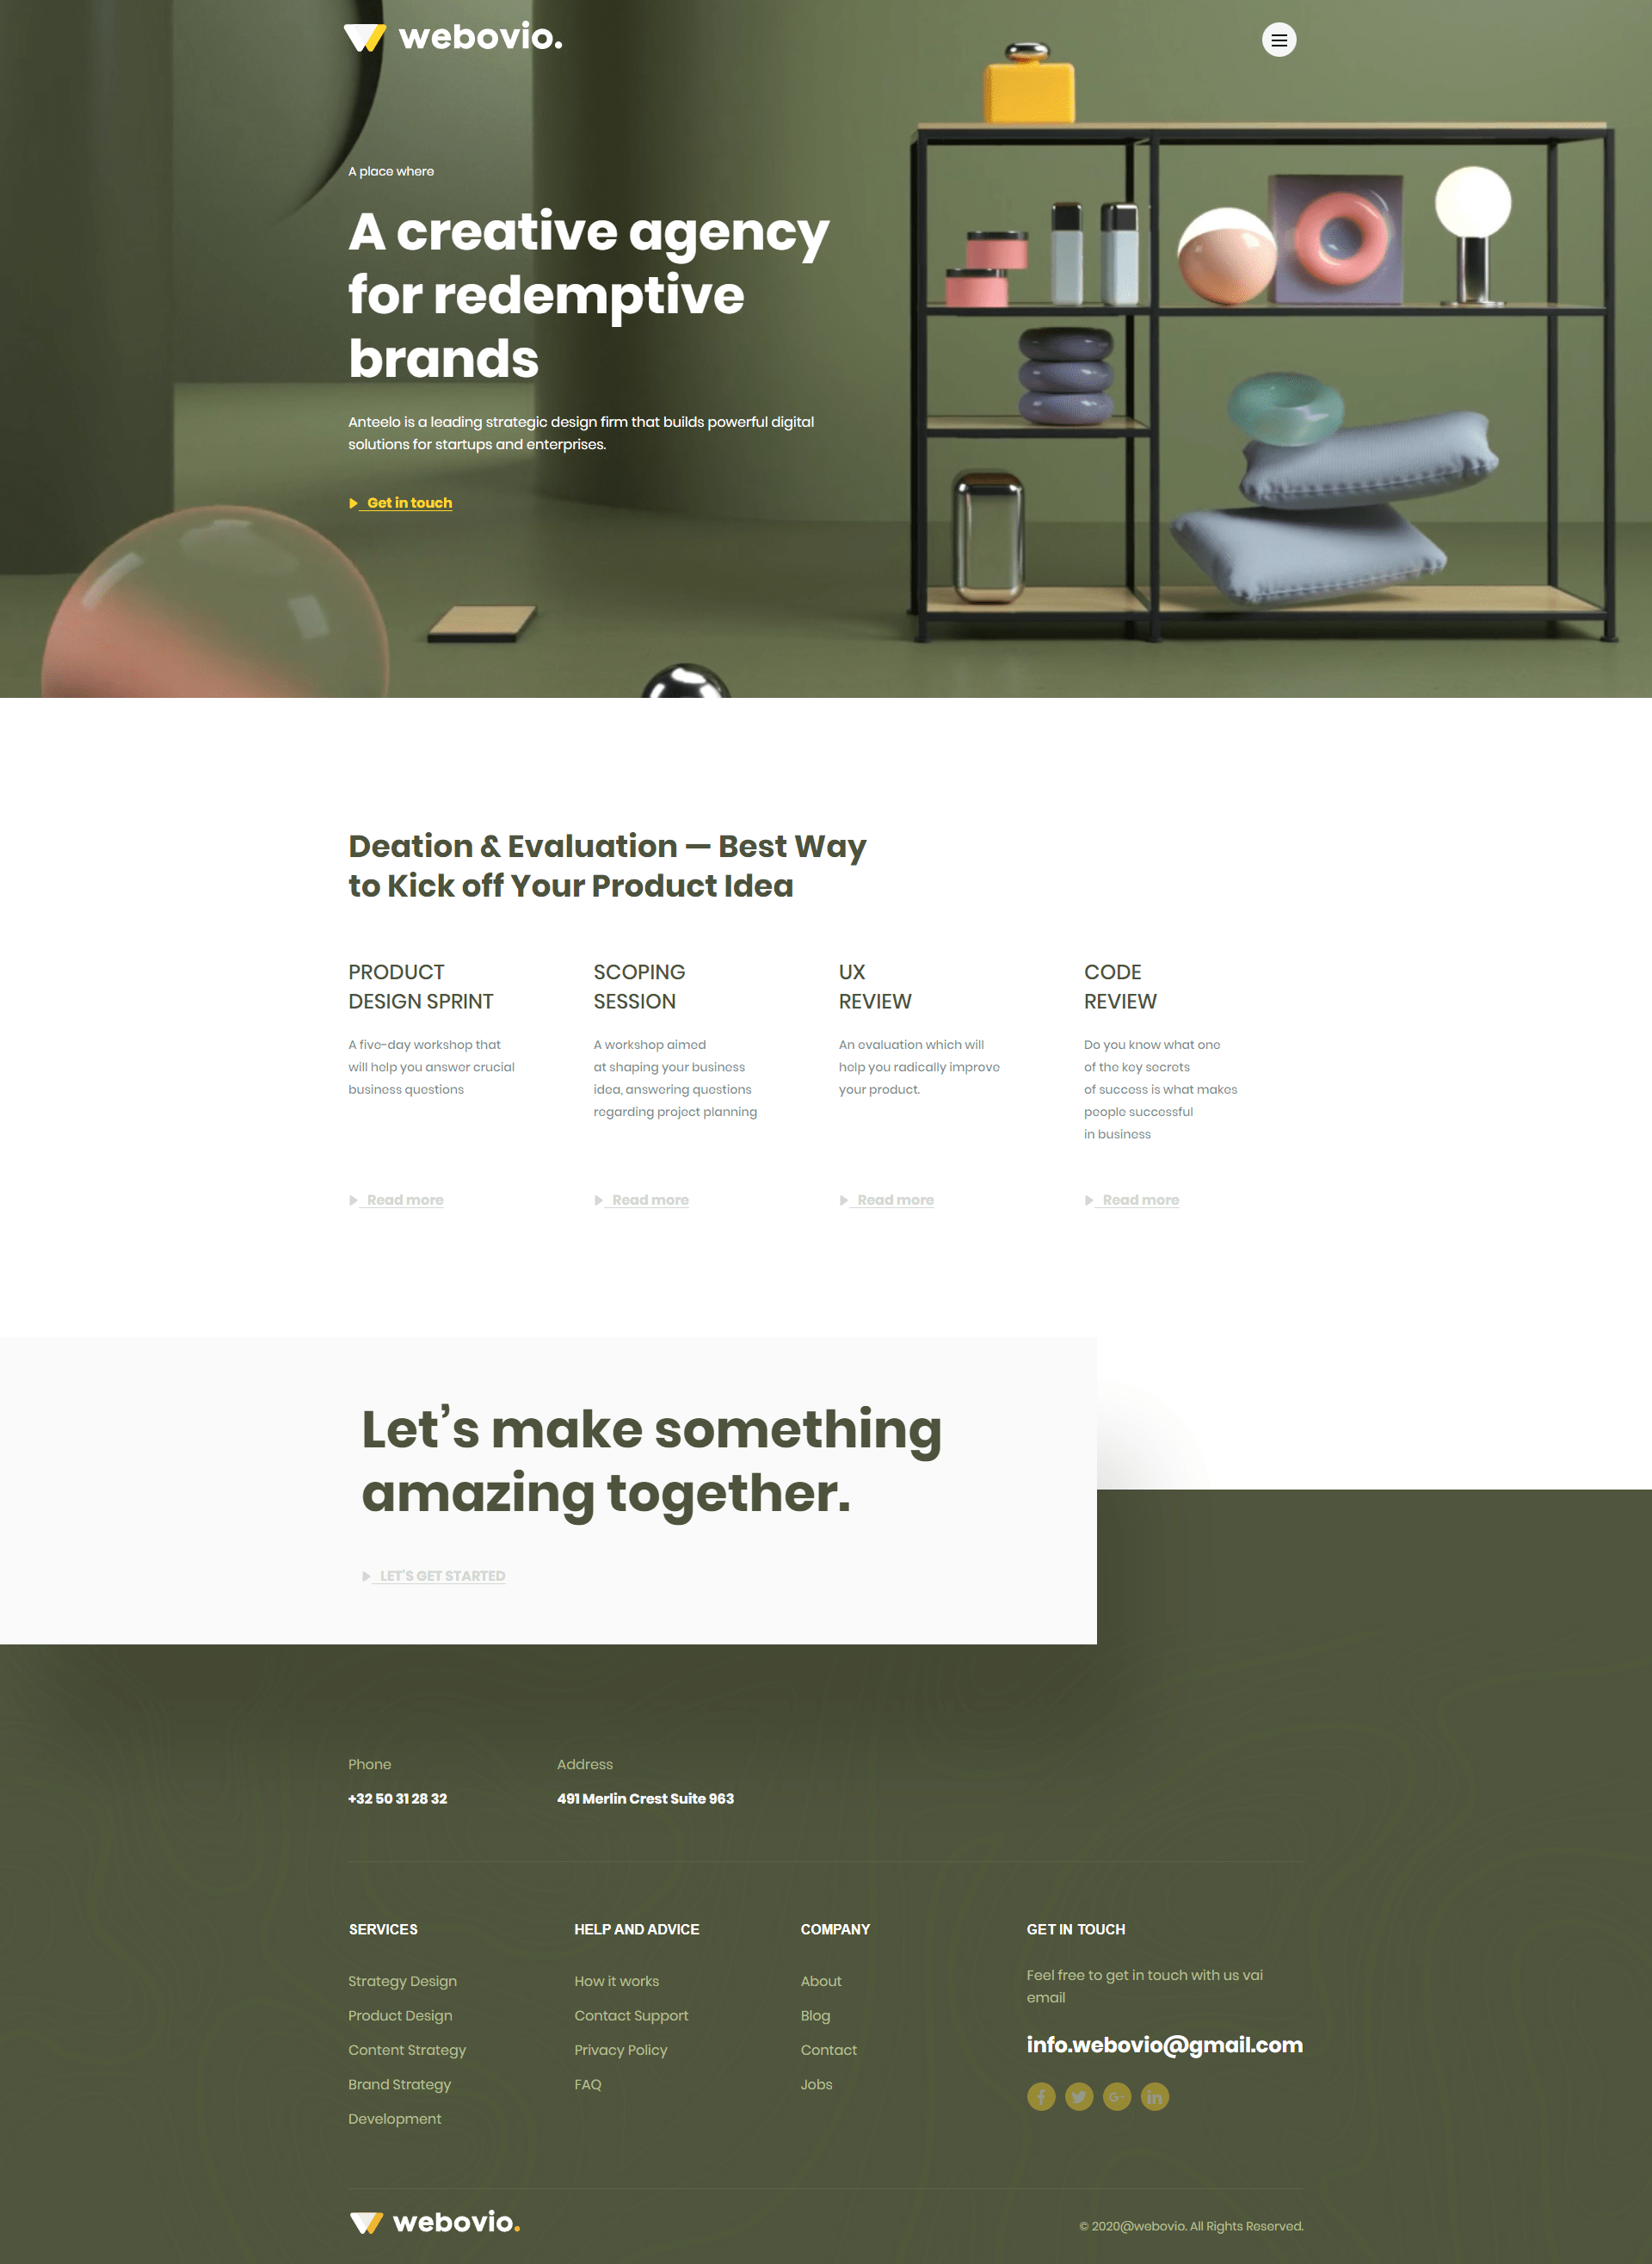 webovio.
A place where
A creative agency
for redemptive
brands
Anteelo is a leading strategic design firm that builds powerful digital
solutions for startups and enterprises.
Get in touch
Deation & Evaluation — Best Way
to Kick off Your Product Idea
PRODUCT
DESIGN SPRINT
A five-day workshop that
will help you answer crucial
business questions
Read more
SCOPING
SESSION
A workshop aimed
at shaping your business
idea, answering questions
regarding project planning
Read more
UX
REVIEW
An evaluation which will
help you radically improve
your product.
Read more
CODE
REVIEW
Do you know what one
of the key secrets
of success is what makes
people successful
in business
Read more
Let’s make something
amazing together.
LET'S GET STARTED
Phone
+32 50 31 28 32
Address
491 Merlin Crest Suite 963
SERVICES
Strategy Design
Product Design
Content Strategy
Brand Strategy
Development
HELP AND ADVICE
How it works
Contact Support
Privacy Policy
FAQ
COMPANY
About
Blog
Contact
Jobs
GET IN TOUCH
Feel free to get in touch with us vai
email
info.webovio@gmail.com
webovio.
© 2020@webovio. All Rights Reserved.